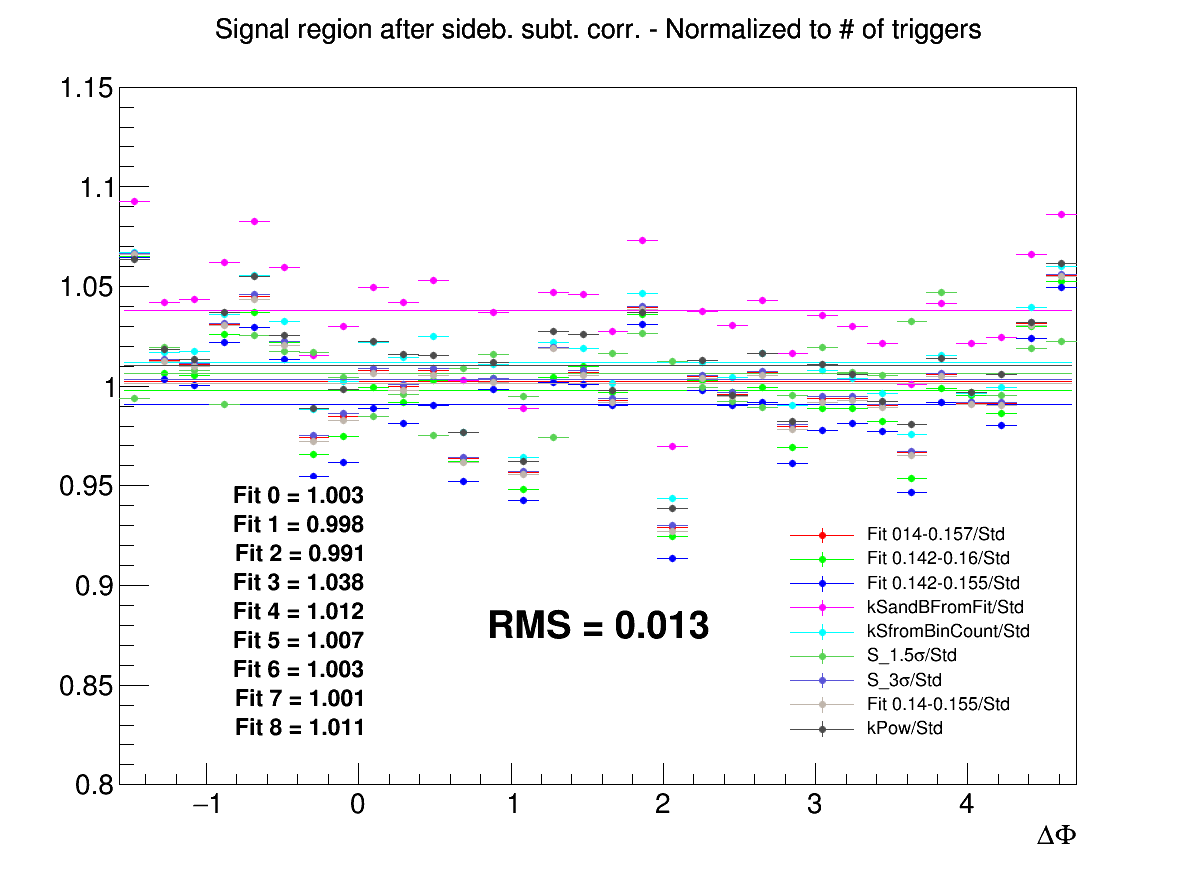 Signal region after sideb. subt. corr. - Normalized to # of triggers
1.15
1.1
1.05
1
0.95
0.9
0.85
0.8
Fit 0 = 1.003
Fit 1 = 0.998
Fit 2 = 0.991
Fit 3 = 1.038
Fit 4 = 1.012
Fit 5 = 1.007
Fit 6 = 1.003
Fit 7 = 1.001
Fit 8 = 1.011
RMS = 0.013
Fit 014-0.157/Std
Fit 0.142-0.16/Std
Fit 0.142-0.155/Std
kSandBFromFit/Std
kSfromBinCount/Std
S_1.5σ/Std
S_3σ/Std
Fit 0.14-0.155/Std
kPow/Std
−1 0 1 2 3 4
ΔΦ